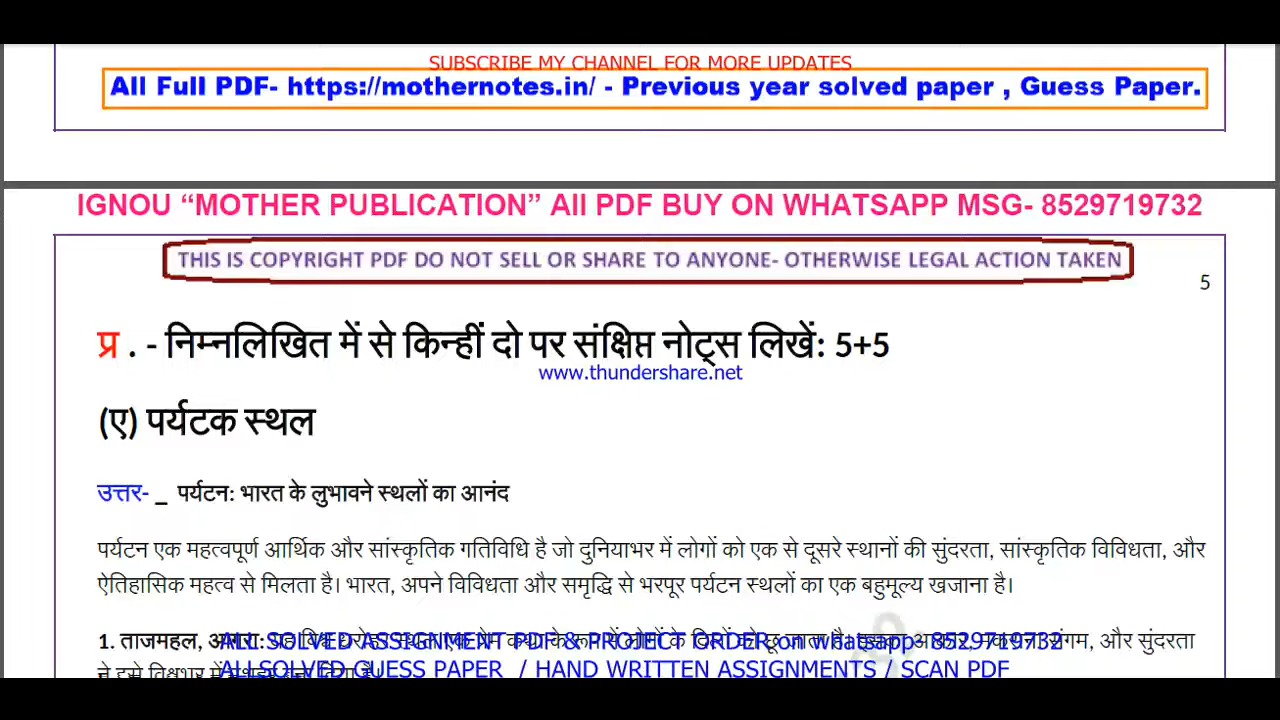 SUBSCRIBE MY CHANNEL FOR MORE UPDATES
All Full PDF- https://mothernotes.in/ - Previous year solved paper , Guess Paper.
IGNOU “MOTHER PUBLICATION” All PDF BUY ON WHATSAPP MSG- 8529719732
THIS IS COPYRIGHT PDF DO NOT SELL OR SHARE TO ANYONE- OTHERWISE LEGAL ACTION TAKEN
5
प्र . - निम्नलिखित में से किन्हीं दो पर संक्षिप्त नोट्स लिखें: 5+5
www.thundershare.net
(ए) पर्यटक स्थल
उत्तर- _ पर्यटन: भारत के लुभावने स्थलों का आनंद
पर्यटन एक महत्वपूर्ण आर्थिक और सांस्कृतिक गतिविधि है जो दुनियाभर में लोगों को एक से दूसरे स्थानों की सुंदरता, सांस्कृतिक विविधता, और
ऐतिहासिक महत्व से मिलता है। भारत, अपने विविधता और समृद्धि से भरपूर पर्यटन स्थलों का एक बहुमूल्य खजाना है।
1. ताजमहल, आगरा: और सुंदरता
ALL SOLVED ASSIGNMENT PDF & PROJECT ORDER on whatsapp- 8529719732
ALL SOLVED GUESS PAPER / HAND WRITTEN ASSIGNMENTS / SCAN PDF